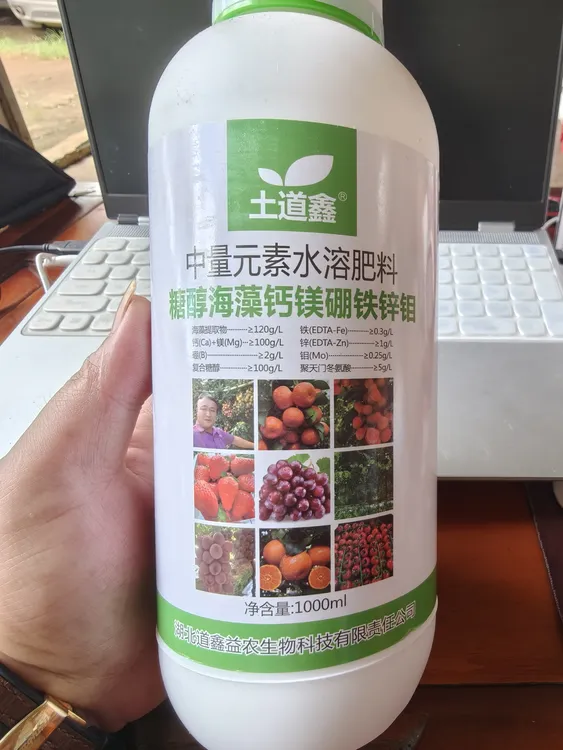 土道鑫®
中量元素水溶肥料
糖醇海藻钙镁硼铁锌钼
海藻提取物----------≥120g/L 铁(EDTA-Fe)----------≥0.3g/L
钙(Ca)+镁(Mg)---≥100g/L 锌(EDTA-Zn)----------≥1g/L
硼(B)------------------≥2g/L 钼(Mo)-------------≥0.25g/L
复合糖醇------------≥100g/L 聚天门冬氨酸---------≥5g/L
净含量:1000ml
湖北道鑫益农生物科技有限责任公司